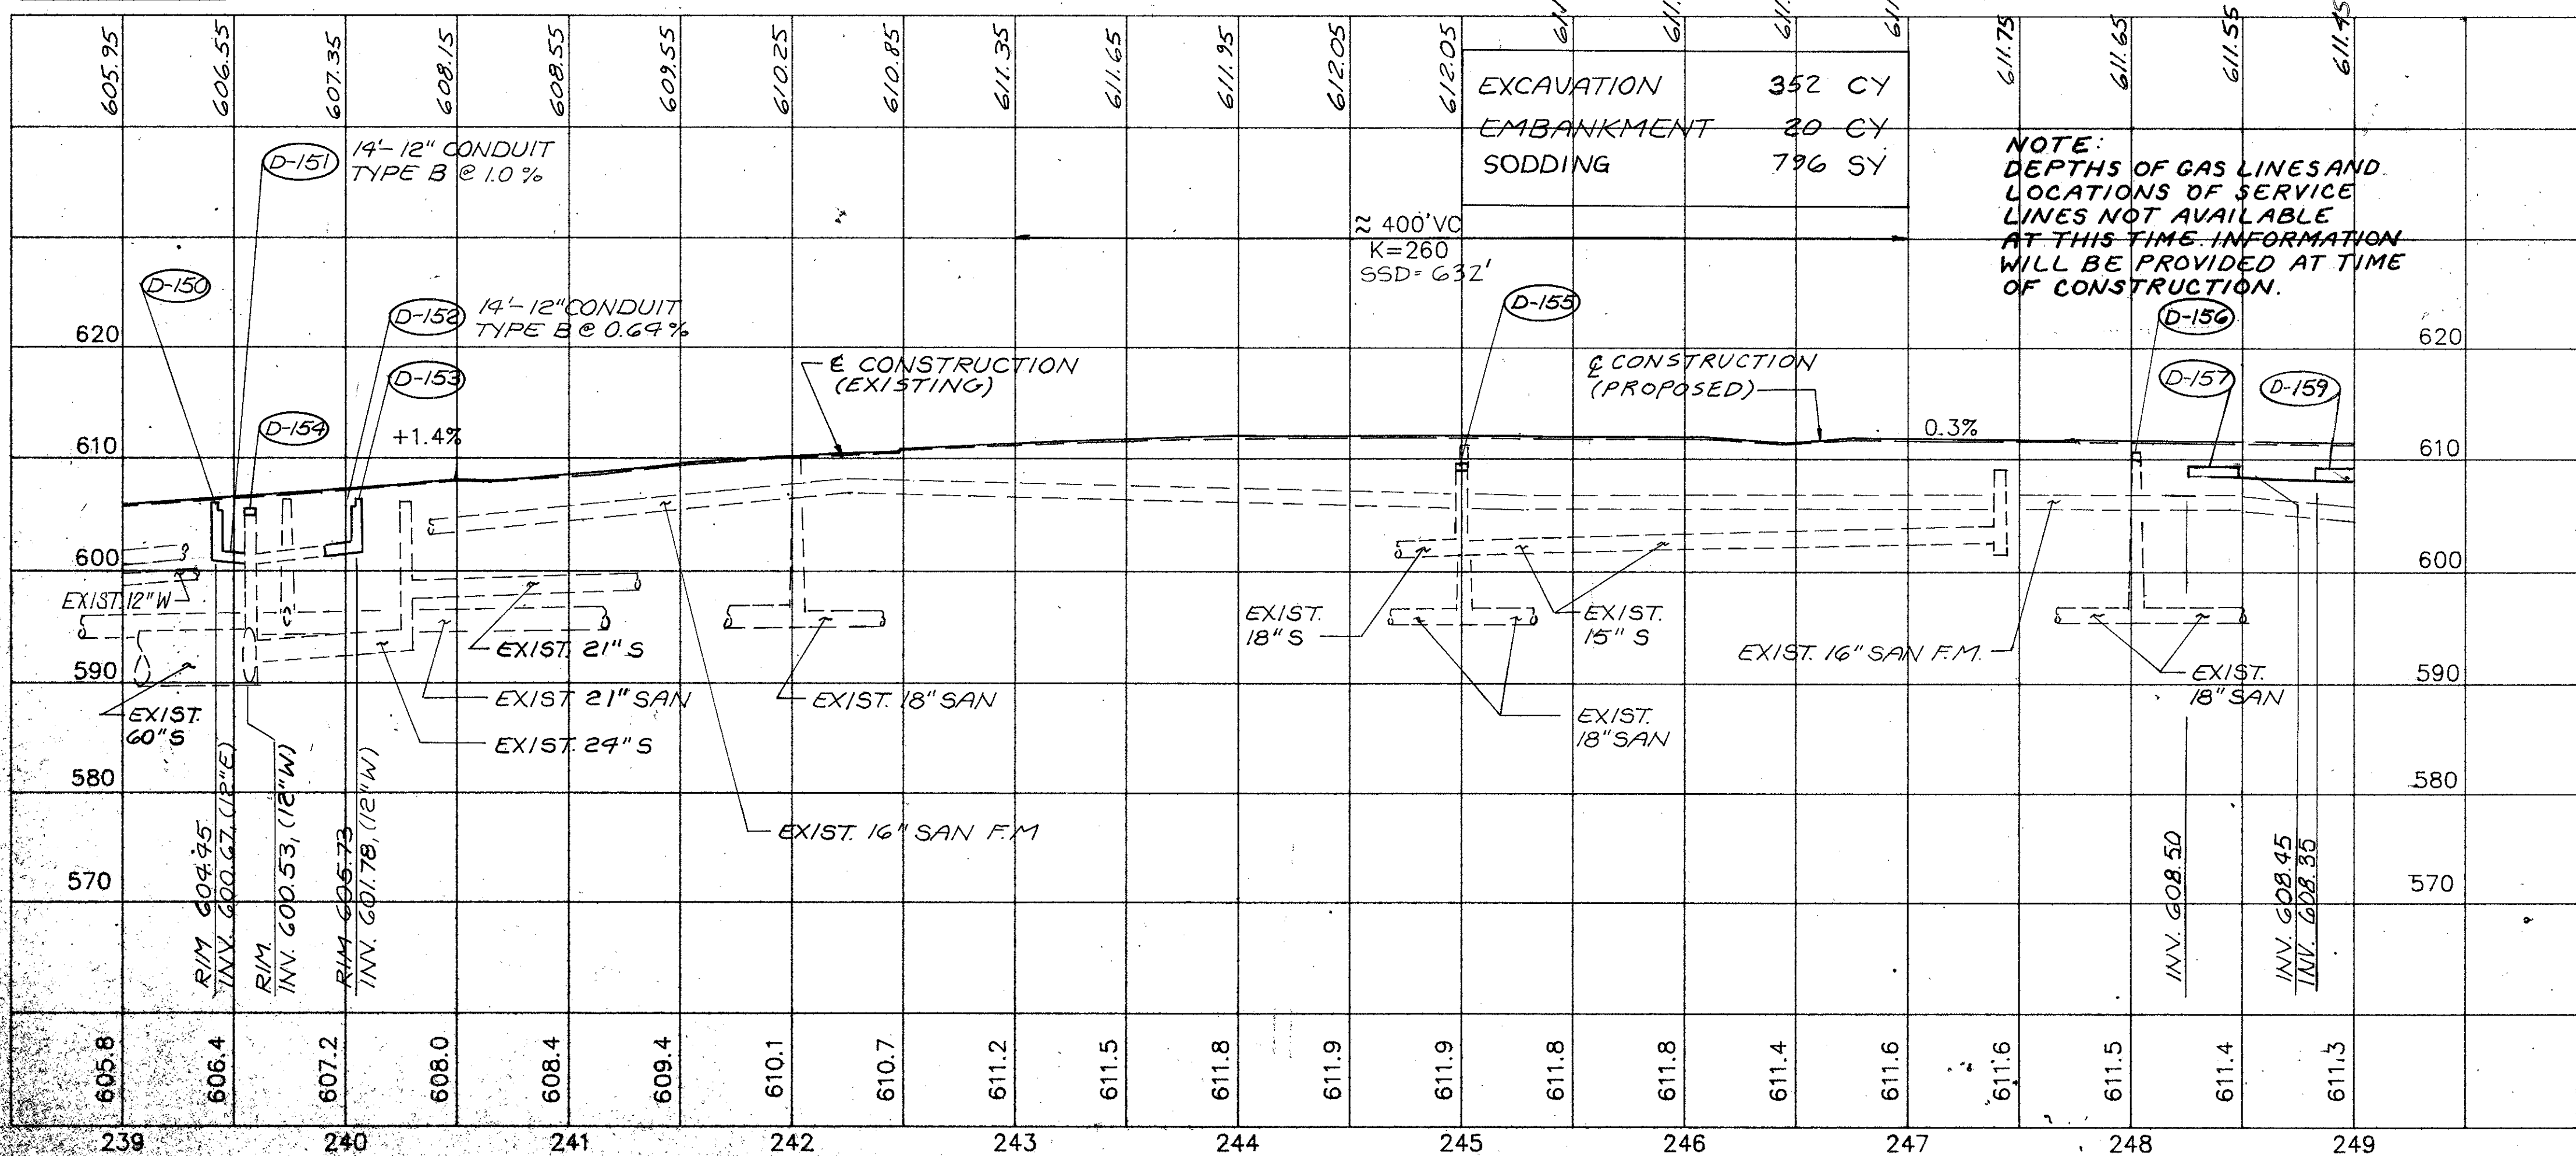 605.95
606.55
607.35
608.15
608.55
609.55
610.25
610.85
611.35
611.65
611.95
612.05
612.05
611.75
611.65
611.55
611.45
EXCAVATION 352 CY
EMBANKMENT 20 CY
SODDING 796 SY
NOTE:
DEPTHS OF GAS LINES AND
LOCATIONS OF SERVICE
LINES NOT AVAILABLE
AT THIS TIME. INFORMATION
WILL BE PROVIDED AT TIME
OF CONSTRUCTION.
D-151
14'-12" CONDUIT
TYPE B @ 1.0 %
≈ 400' VC
K=260
SSD= 632'
D-150
D-152
14'-12" CONDUIT
TYPE B @ 0.64 %
D-153
D-154
D-155
D-156
D-157
D-159
620
620
℄ CONSTRUCTION
(EXISTING)
℄ CONSTRUCTION
(PROPOSED)
+1.4%
0.3%
610
610
600
600
EXIST. 12" W
EXIST. 21" S
EXIST.
18" S
EXIST.
15" S
EXIST. 16" SAN F.M.
590
590
EXIST. 21" SAN
EXIST. 18" SAN
EXIST.
18" SAN
EXIST.
60" S
EXIST. 24" S
EXIST.
18" SAN
580
580
EXIST. 16" SAN F.M
570
570
RIM 604.45
INV. 600.67, (12" E)
RIM
INV. 600.53, (12" W)
RIM 605.73
INV. 601.78, (12" W)
INV. 608.50
INV. 608.45
INV. 608.35
605.8
606.4
607.2
608.0
608.4
609.4
610.1
610.7
611.2
611.5
611.8
611.9
611.9
611.8
611.8
611.4
611.6
611.6
611.5
611.4
611.3
239
240
241
242
243
244
245
246
247
248
249